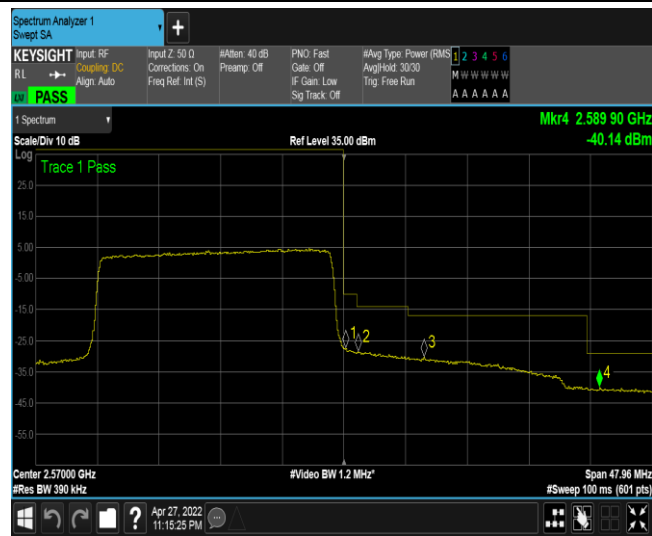 Spectrum Analyzer 1
Swept SA
+
KEYSIGHT Input: RF Input Z: 50 Ω #Atten: 40 dB PNO: Fast #Avg Type: Power (RMS 1 2 3 4 5 6
RL Coupling: DC Corrections: On Preamp: Off Gate: Off Avg|Hold: 30/30 M W W W W W
Align: Auto Freq Ref: Int (S) IF Gain: Low Trig: Free Run
PASS Sig Track: Off A A A A A A
1 Spectrum Mkr4 2.589 90 GHz
Scale/Div 10 dB Ref Level 35.00 dBm -40.14 dBm
Log
Trace 1 Pass
25.0
15.0
5.00
-5.00
-15.0
-25.0
1 2 3
-35.0
4
-45.0
-55.0
Center 2.57000 GHz #Video BW 1.2 MHz* Span 47.96 MHz
#Res BW 390 kHz #Sweep 100 ms (601 pts)
? Apr 27, 2022
11:15:25 PM